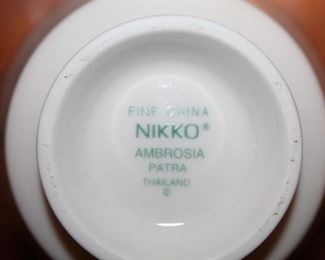 FINE CHINA
NIKKO®
AMBROSIA
PATRA
THAILAND
©